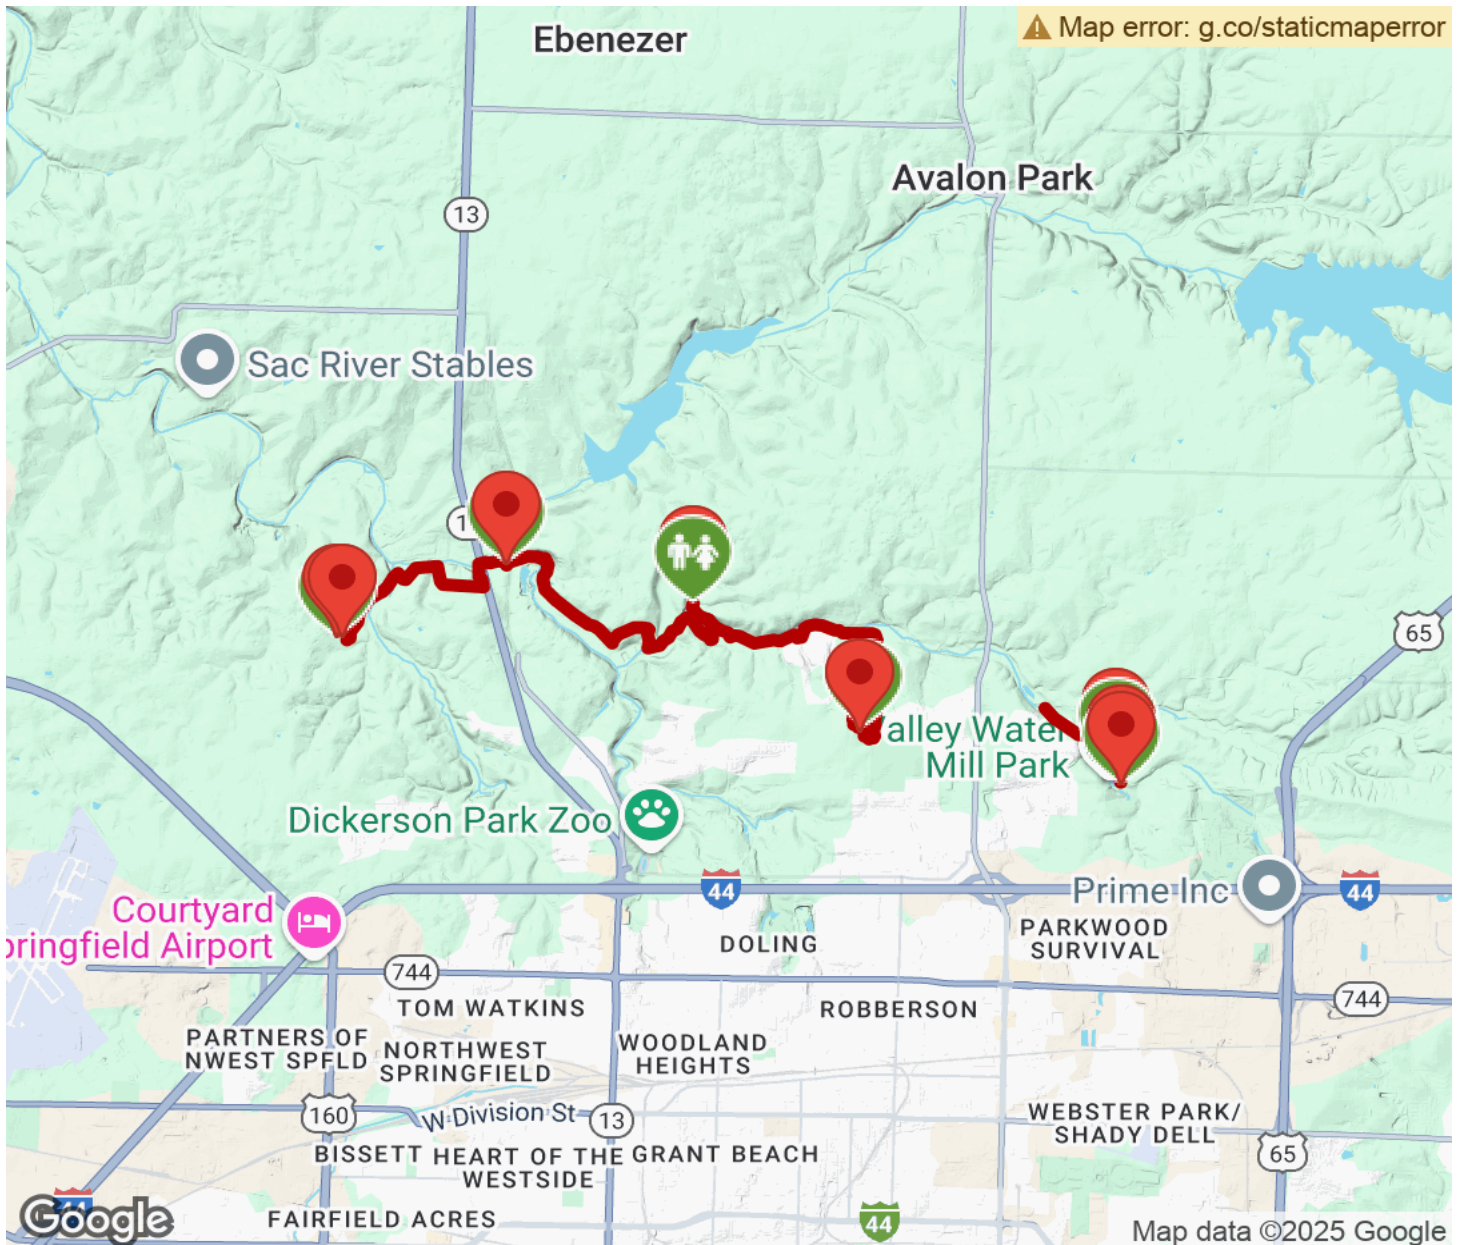 Ebenezer
Map error: g.co/staticmaperror
Avalon Park
13
Sac River Stables
1
65
alley Water
Mill Park
Dickerson Park Zoo
44
Prime Inc
44
Courtyard
pringfield Airport
DOLING
PARKWOOD
SURVIVAL
744
744
TOM WATKINS
ROBBERSON
PARTNERS OF
NWEST SPFLD
NORTHWEST
SPRINGFIELD
WOODLAND
HEIGHTS
160
W Division St
13
WEBSTER PARK/
SHADY DELL
BISSETT
HEART OF THE
WESTSIDE
GRANT BEACH
65
44
Google
FAIRFIELD ACRES
44
Map data ©2025 Google